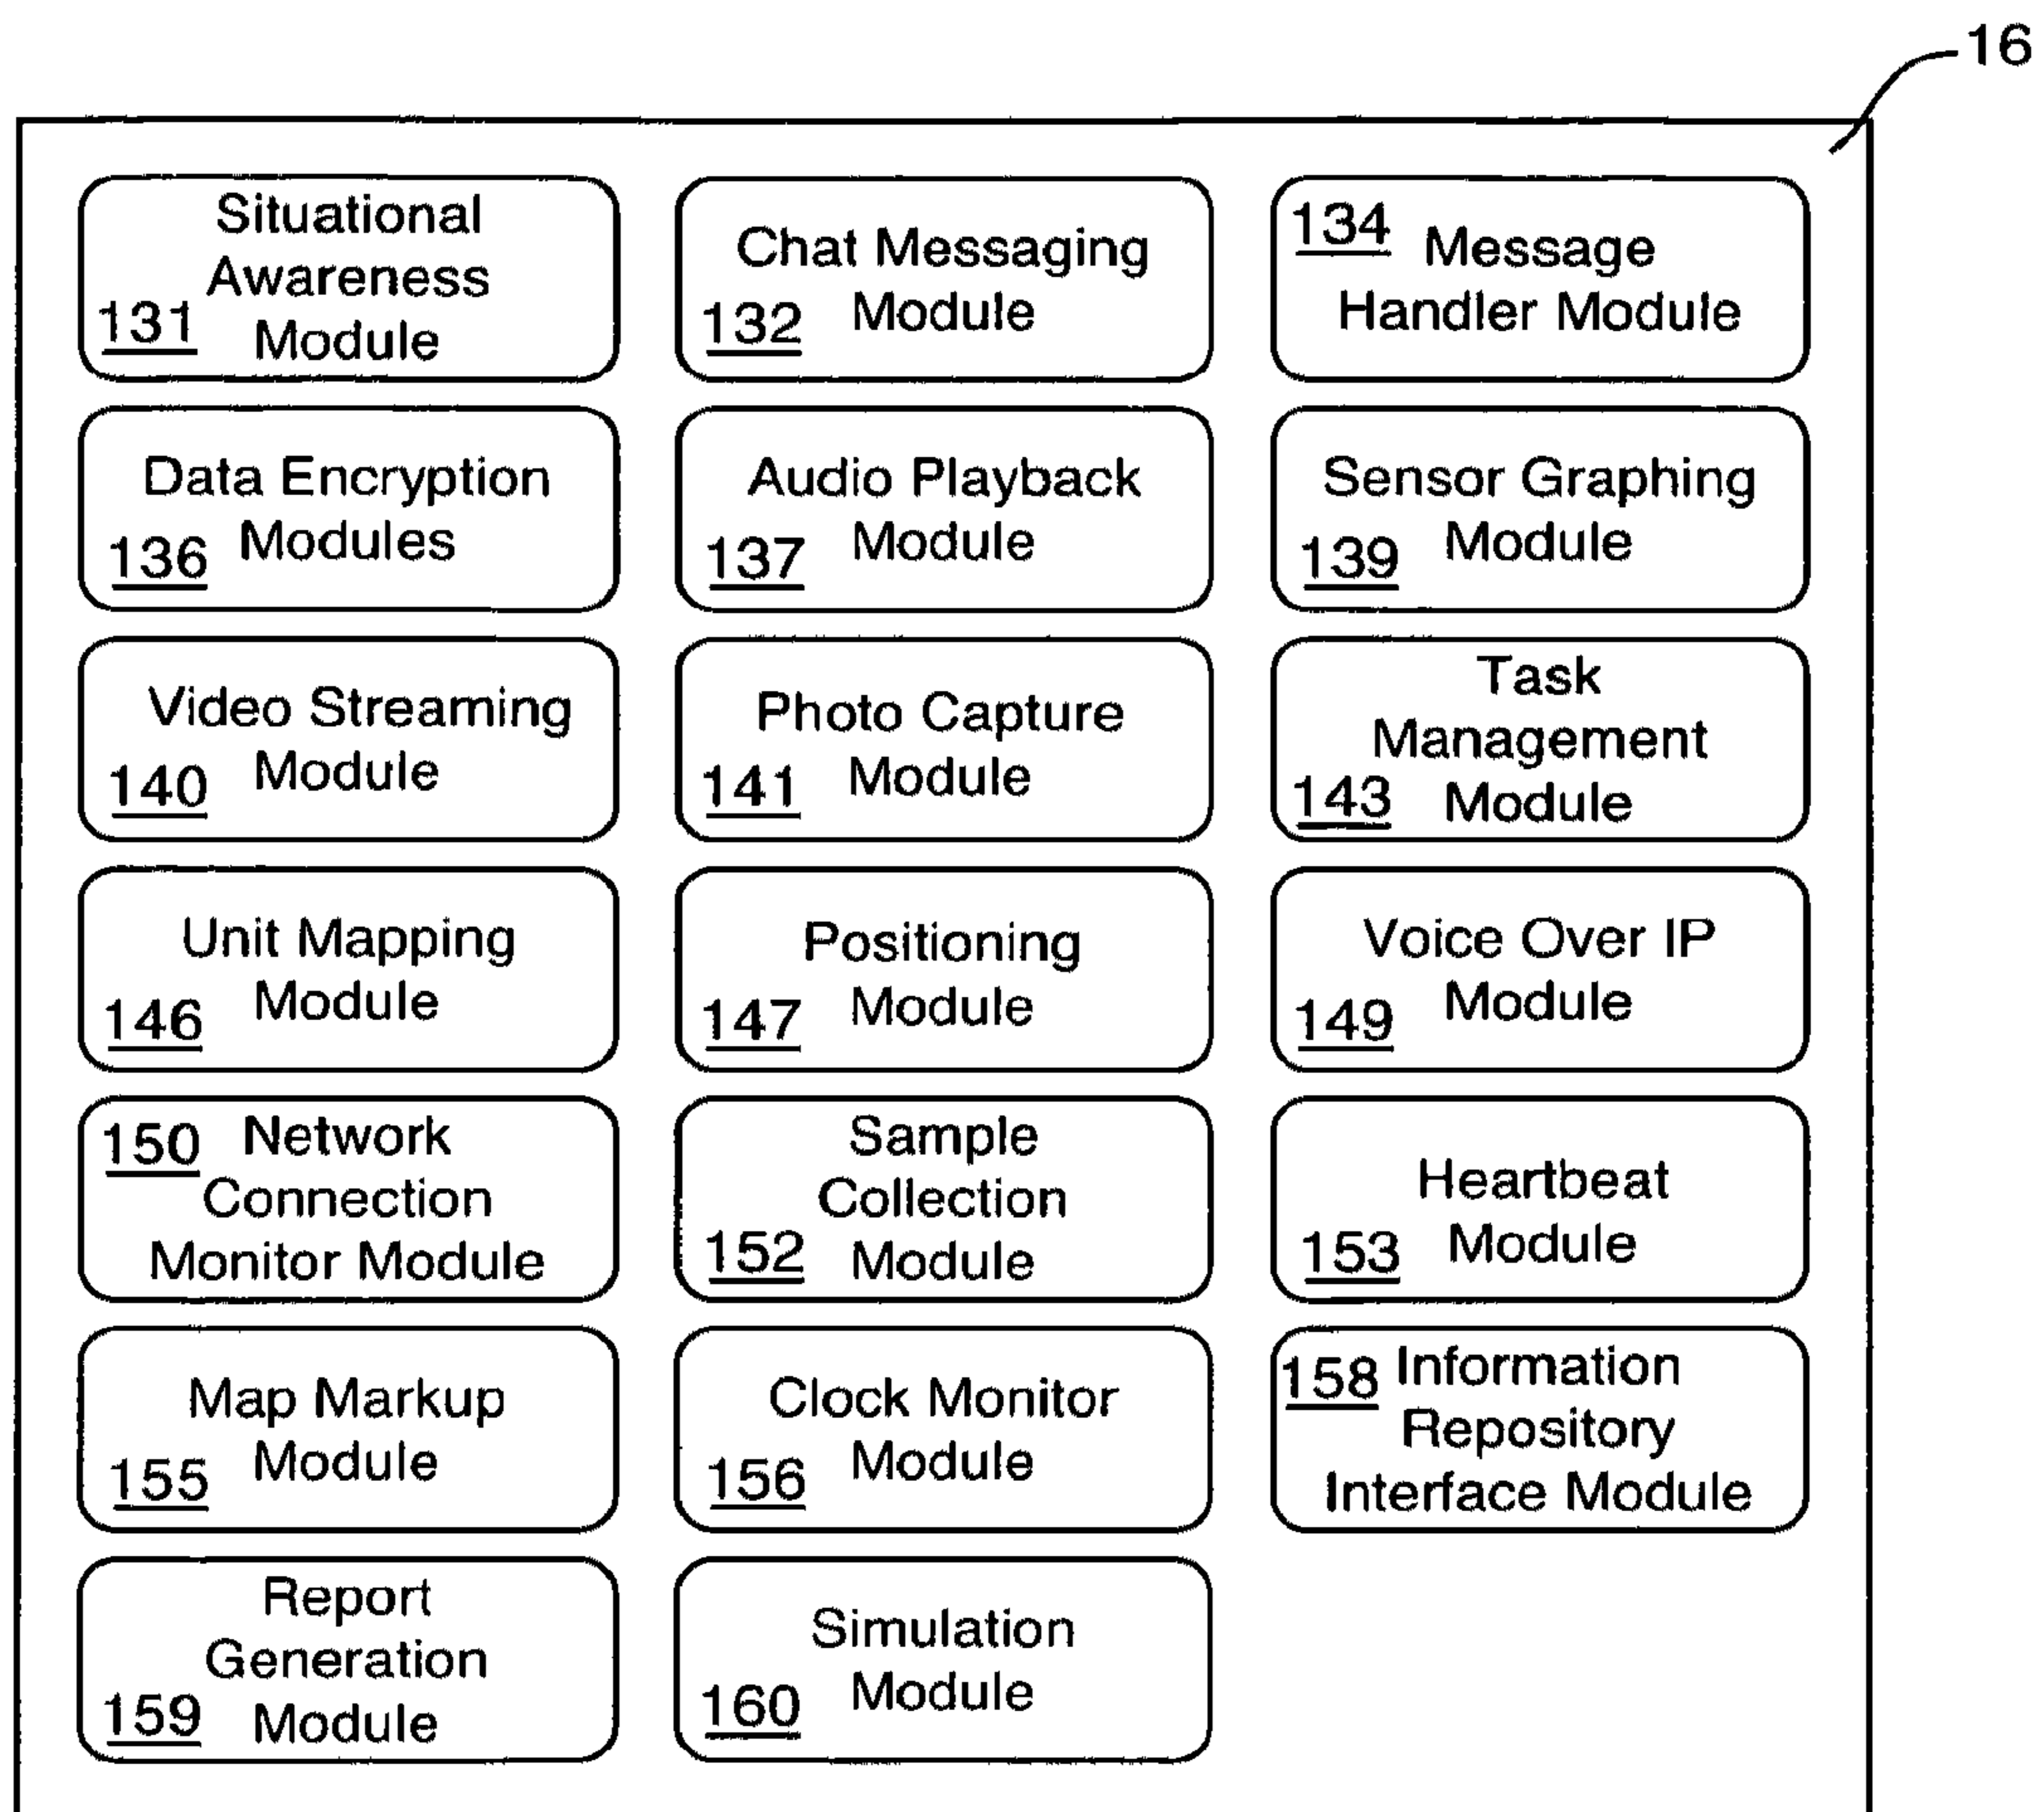 16
Situational
Awareness
131 Module
Chat Messaging
132 Module
134 Message
Handler Module
Data Encryption
136 Modules
Audio Playback
137 Module
Sensor Graphing
139 Module
Video Streaming
140 Module
Photo Capture
141 Module
Task
Management
143 Module
Unit Mapping
146 Module
Positioning
147 Module
Voice Over IP
149 Module
150 Network
Connection
Monitor Module
Sample
Collection
152 Module
Heartbeat
153 Module
Map Markup
155 Module
Clock Monitor
156 Module
158 Information
Repository
Interface Module
Report
Generation
159 Module
Simulation
160 Module